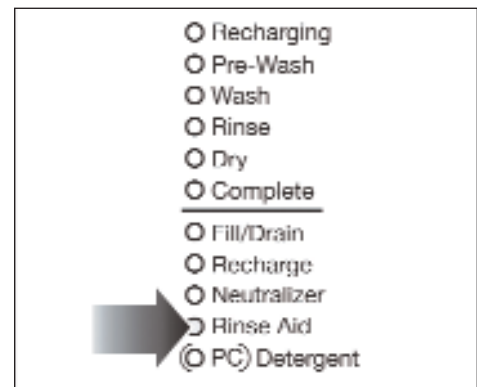 Recharging
Pre-Wash
Wash
Rinse
Dry
Complete
Fill/Drain
Recharge
Neutralizer
Rinse Aid
PC Detergent